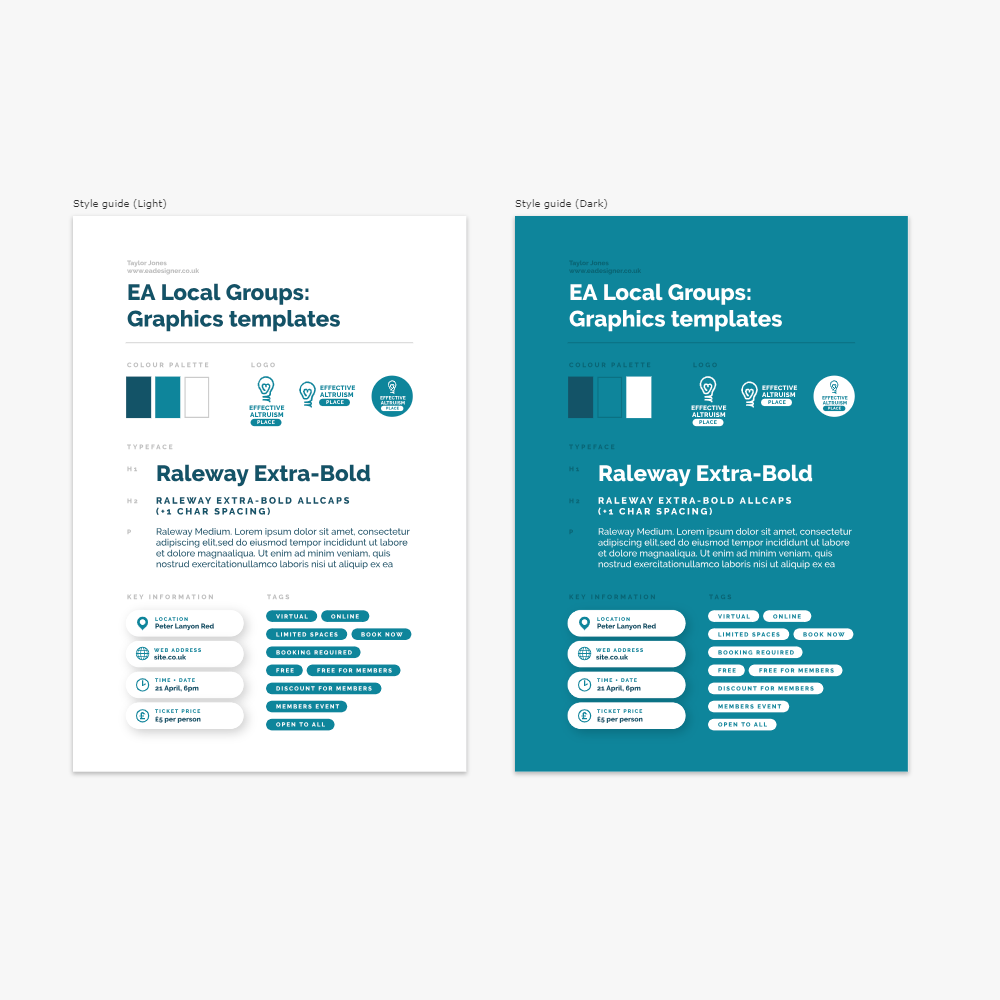 Style guide (Light)
Taylor Jones
www.eadesigner.co.uk
EA Local Groups:
Graphics templates
COLOUR PALETTE
LOGO
EFFECTIVE
ALTRUISM
PLACE
EFFECTIVE
ALTRUISM
PLACE
EFFECTIVE
ALTRUISM
PLACE
TYPEFACE
H1
Raleway Extra-Bold
H2
RALEWAY EXTRA-BOLD ALLCAPS
(+1 CHAR SPACING)
P
Raleway Medium. Lorem ipsum dolor sit amet, consectetur
adipiscing elit,sed do eiusmod tempor incididunt ut labore
et dolore magnaaliqua. Ut enim ad minim veniam, quis
nostrud exercitationullamco laboris nisi ut aliquip ex ea
KEY INFORMATION
LOCATION
Peter Lanyon Red
WEB ADDRESS
site.co.uk
TIME + DATE
21 April, 6pm
TICKET PRICE
£5 per person
TAGS
VIRTUAL
ONLINE
LIMITED SPACES
BOOK NOW
BOOKING REQUIRED
FREE
FREE FOR MEMBERS
DISCOUNT FOR MEMBERS
MEMBERS EVENT
OPEN TO ALL
Style guide (Dark)
Taylor Jones
www.eadesigner.co.uk
EA Local Groups:
Graphics templates
COLOUR PALETTE
LOGO
EFFECTIVE
ALTRUISM
PLACE
EFFECTIVE
ALTRUISM
PLACE
EFFECTIVE
ALTRUISM
PLACE
TYPEFACE
H1
Raleway Extra-Bold
H2
RALEWAY EXTRA-BOLD ALLCAPS
(+1 CHAR SPACING)
P
Raleway Medium. Lorem ipsum dolor sit amet, consectetur
adipiscing elit,sed do eiusmod tempor incididunt ut labore
et dolore magnaaliqua. Ut enim ad minim veniam, quis
nostrud exercitationullamco laboris nisi ut aliquip ex ea
KEY INFORMATION
LOCATION
Peter Lanyon Red
WEB ADDRESS
site.co.uk
TIME + DATE
21 April, 6pm
TICKET PRICE
£5 per person
TAGS
VIRTUAL
ONLINE
LIMITED SPACES
BOOK NOW
BOOKING REQUIRED
FREE
FREE FOR MEMBERS
DISCOUNT FOR MEMBERS
MEMBERS EVENT
OPEN TO ALL